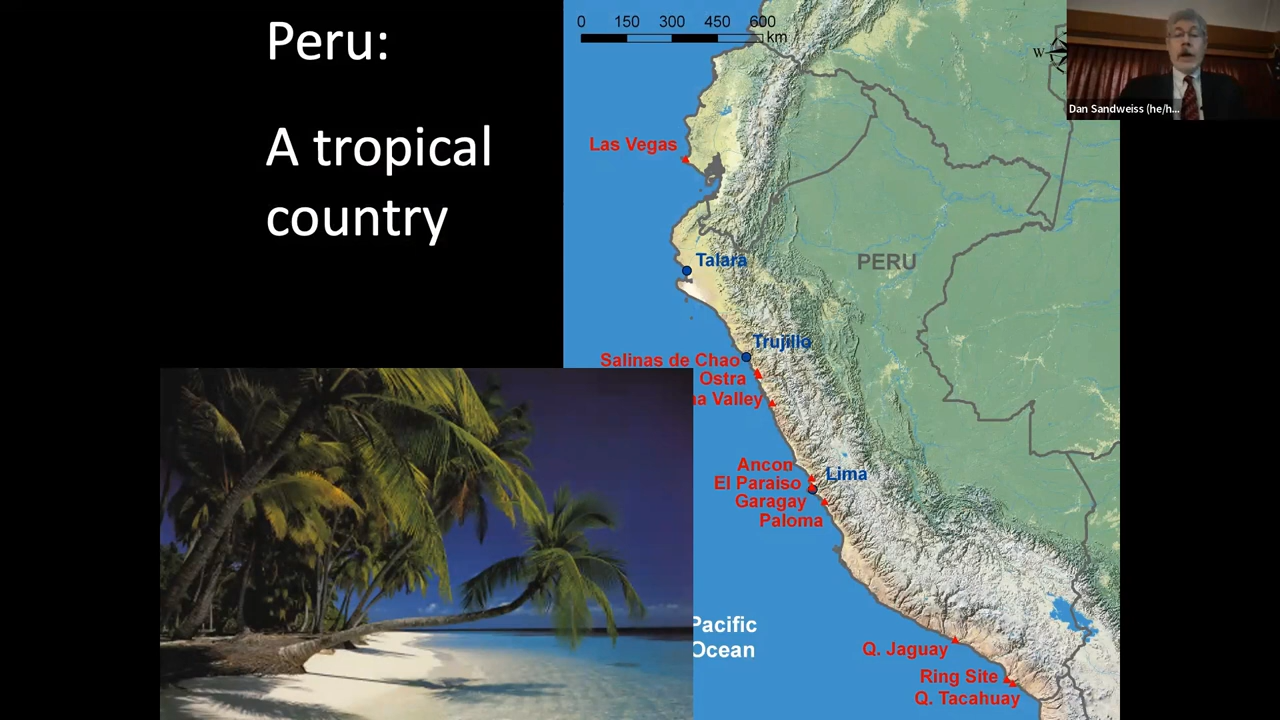 Peru:
A tropical
country
0 150 300 450 600
km
W
Dan Sandweiss (he/h...
Las Vegas
Talara
PERU
Trujillo
Salinas de Chao
Ostra
na Valley
Ancon
Lima
El Paraiso
Garagay
Paloma
Pacific
Ocean
Q. Jaguay
Ring Site
Q. Tacahuay